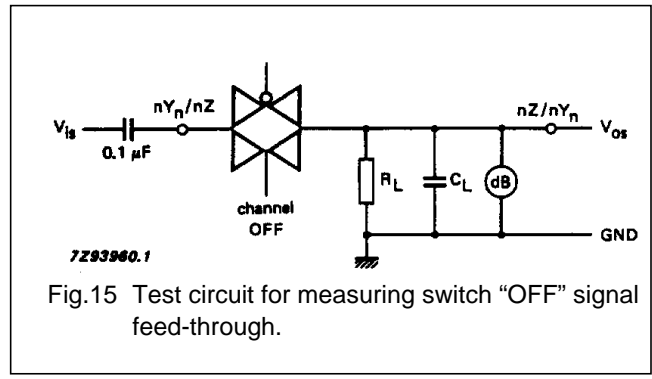 nYn/nZ
nZ/nYn
Vis
Vos
0.1 μF
RL
CL
dB
channel
OFF
GND
7Z93960.1
Fig.15 Test circuit for measuring switch “OFF” signal
feed-through.